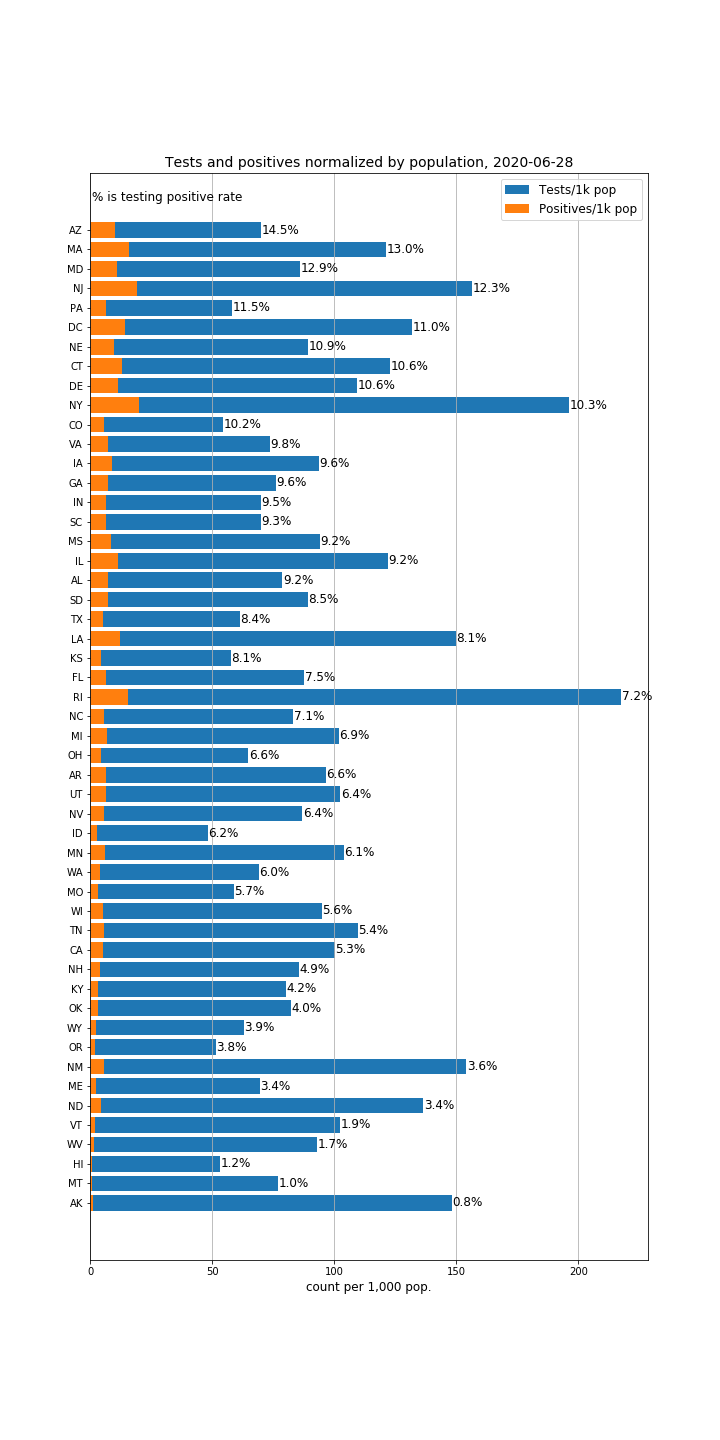 Tests and positives normalized by population, 2020-06-28
% is testing positive rate
Tests/1k pop
Positives/1k pop
AZ 14.5%
MA 13.0%
MD 12.9%
NJ 12.3%
PA 11.5%
DC 11.0%
NE 10.9%
CT 10.6%
DE 10.6%
NY 10.3%
CO 10.2%
VA 9.8%
IA 9.6%
GA 9.6%
IN 9.5%
SC 9.3%
MS 9.2%
IL 9.2%
AL 9.2%
SD 8.5%
TX 8.4%
LA 8.1%
KS 8.1%
FL 7.5%
RI 7.2%
NC 7.1%
MI 6.9%
OH 6.6%
AR 6.6%
UT 6.4%
NV 6.4%
ID 6.2%
MN 6.1%
WA 6.0%
MO 5.7%
WI 5.6%
TN 5.4%
CA 5.3%
NH 4.9%
KY 4.2%
OK 4.0%
WY 3.9%
OR 3.8%
NM 3.6%
ME 3.4%
ND 3.4%
VT 1.9%
WV 1.7%
HI 1.2%
MT 1.0%
AK 0.8%
0 50 100 150 200
count per 1,000 pop.